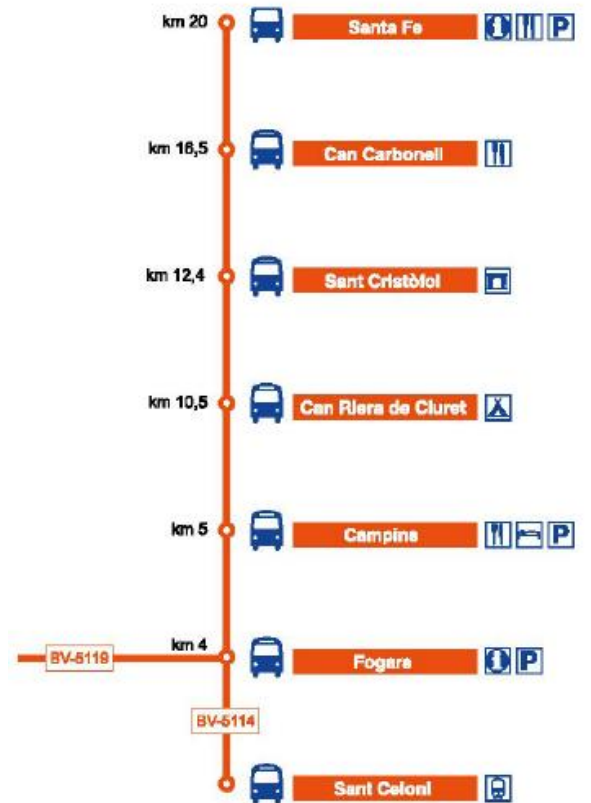 km 20 Santa Fe i P
km 16,5 Can Carbonell
km 12,4 Sant Cristòfol
km 10,5 Can Riera de Ciuret
km 5 Campins P
km 4 Fogars i P
BV-5119
BV-5114
Sant Celoni